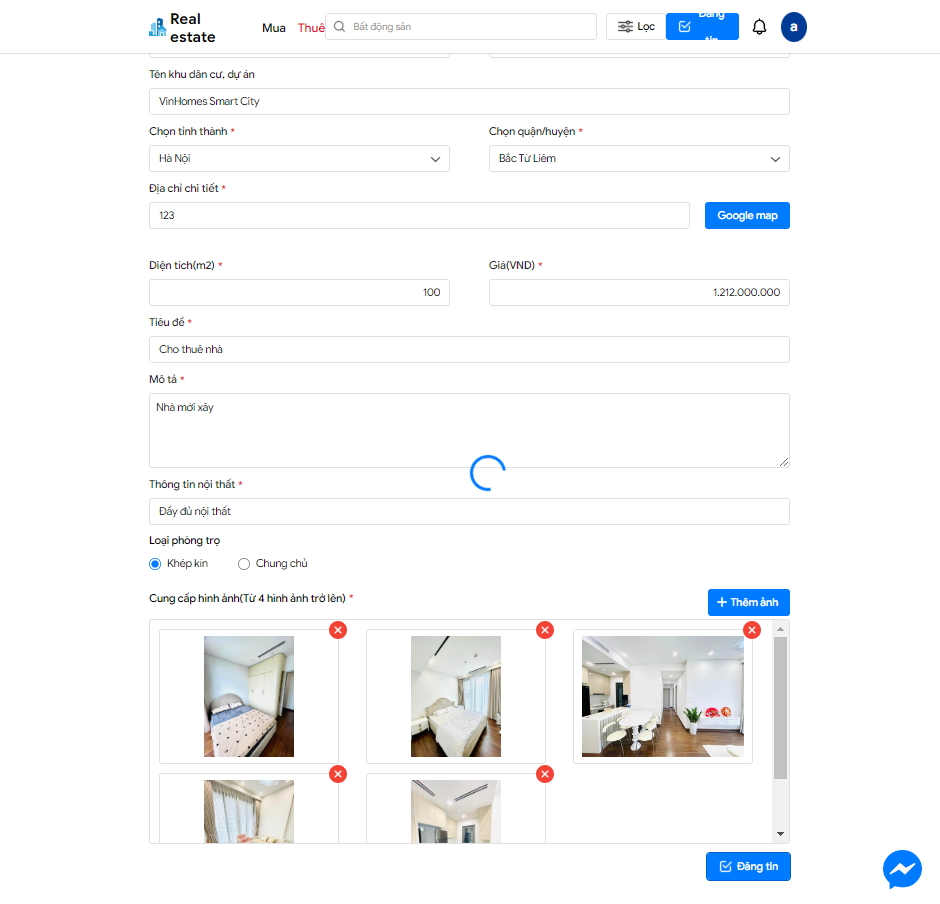 Real
estate
Mua
Thuê
Bất động sản
Lọc
Đăng
tin
a
Tên khu dân cư, dự án
VinHomes Smart City
Chọn tỉnh thành *
Chọn quận/huyện *
Hà Nội
Bắc Từ Liêm
Địa chỉ chi tiết *
123
Google map
Diện tích(m2) *
Giá(VND) *
100
1.212.000.000
Tiêu đề *
Cho thuê nhà
Mô tả *
Nhà mới xây
Thông tin nội thất *
Đầy đủ nội thất
Loại phòng trọ
Khép kín
Chung chủ
Cung cấp hình ảnh(Từ 4 hình ảnh trở lên) *
Thêm ảnh
Đăng tin